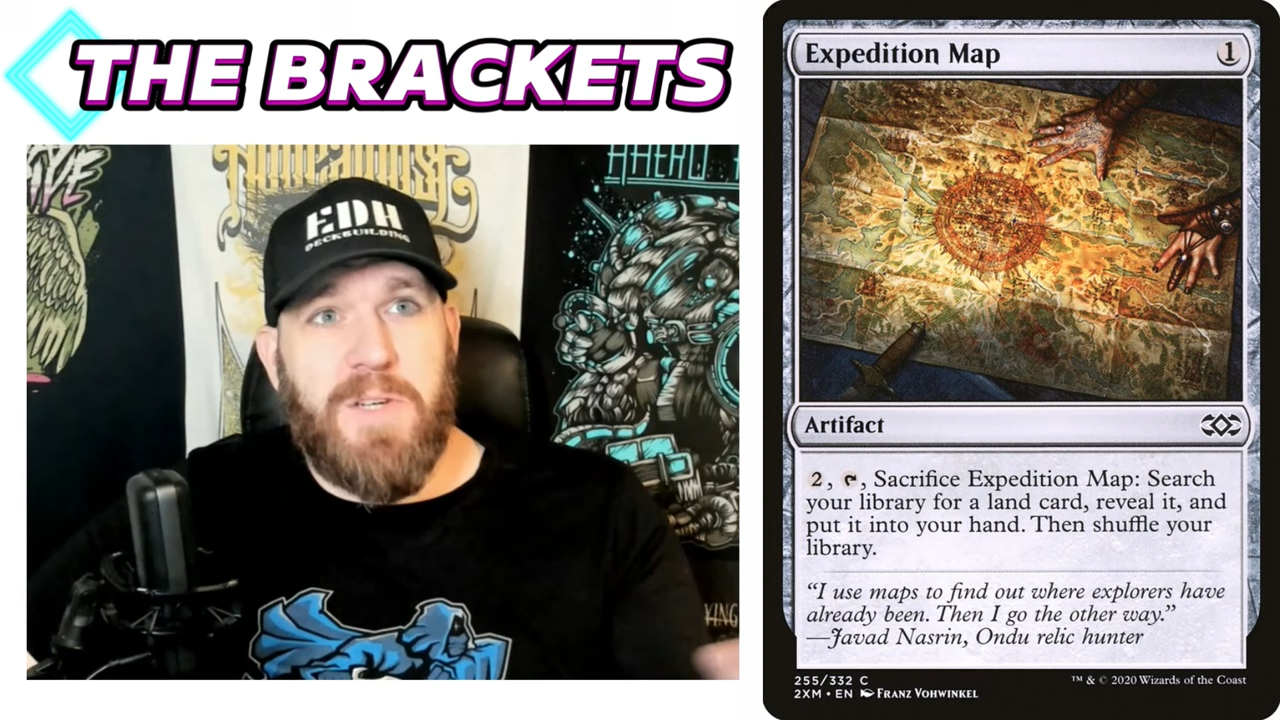 THE BRACKETS
EDH
DECKBUILDING
Expedition Map 1
Artifact
2, , Sacrifice Expedition Map: Search
your library for a land card, reveal it, and
put it into your hand. Then shuffle your
library.
“I use maps to find out where explorers have
already been. Then I go the other way.”
—Javad Nasrin, Ondu relic hunter
255/332 C
2XM • EN Franz Vohwinkel
™ & © 2020 Wizards of the Coast